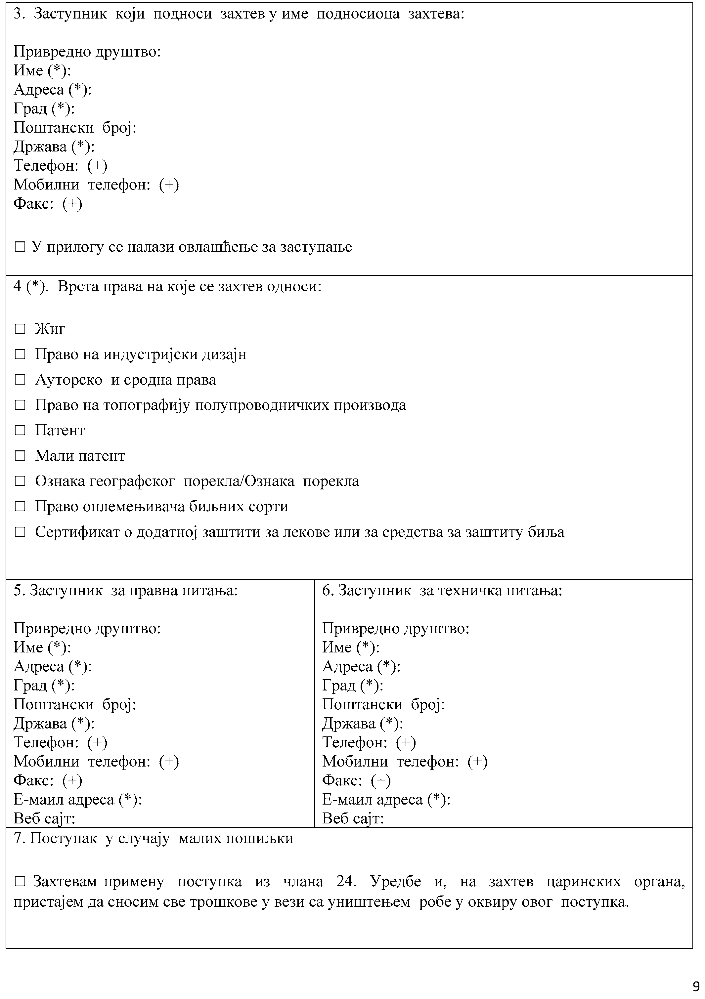 3. Заступник који подноси захтев у име подносиоца захтева:
Привредно друштво:
Име (*):
Адреса (*):
Град (*):
Поштански број:
Држава (*):
Телефон: (+)
Мобилни телефон: (+)
Факс: (+)
☐ У прилогу се налази овлашћење за заступање
4 (*). Врста права на које се захтев односи:
☐ Жиг
☐ Право на индустријски дизајн
☐ Ауторско и сродна права
☐ Право на топографију полупроводничких производа
☐ Патент
☐ Мали патент
☐ Ознака географског порекла/Ознака порекла
☐ Право оплемењивача биљних сорти
☐ Сертификат о додатној заштити за лекове или за средства за заштиту биља
5. Заступник за правна питања:
Привредно друштво:
Име (*):
Адреса (*):
Град (*):
Поштански број:
Држава (*):
Телефон: (+)
Мобилни телефон: (+)
Факс: (+)
Е-маил адреса (*):
Веб сајт:
6. Заступник за техничка питања:
Привредно друштво:
Име (*):
Адреса (*):
Град (*):
Поштански број:
Држава (*):
Телефон: (+)
Мобилни телефон: (+)
Факс: (+)
Е-маил адреса (*):
Веб сајт:
7. Поступак у случају малих пошиљки
☐ Захтевам примену поступка из члана 24. Уредбе и, на захтев царинских органа,
пристајем да сносим све трошкове у вези са уништењем робе у оквиру овог поступка.
9